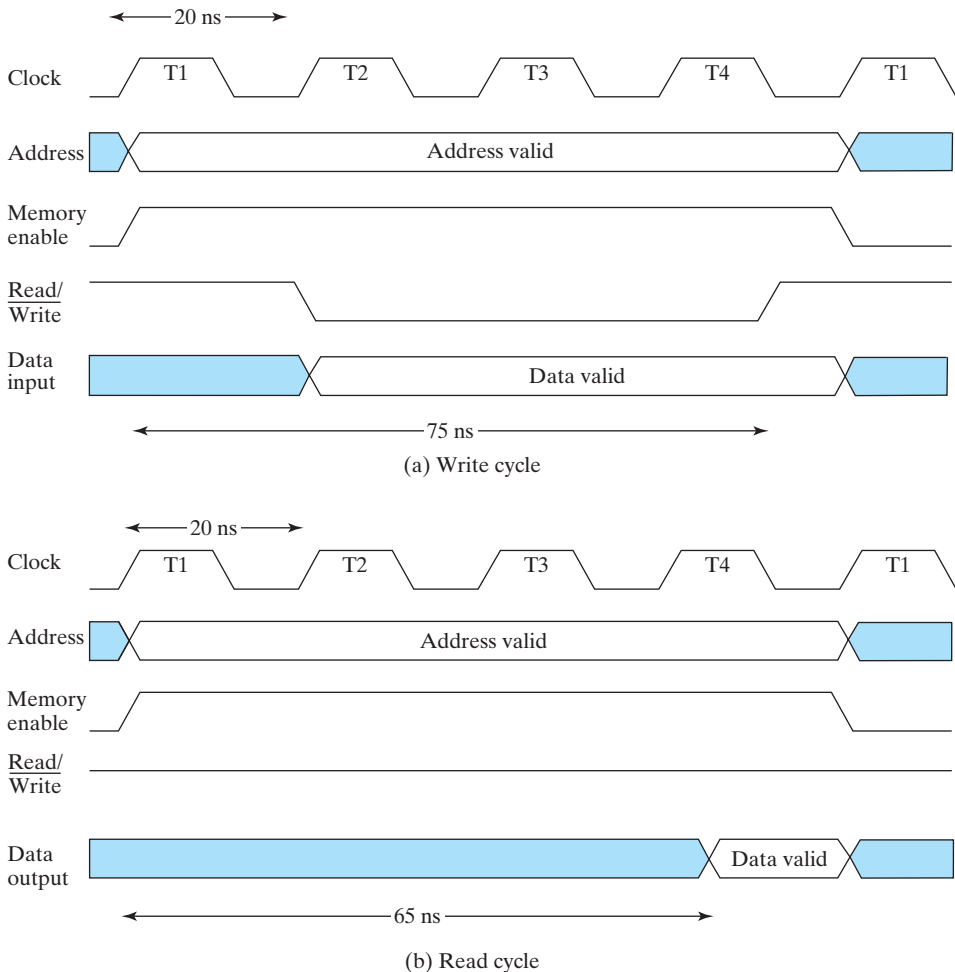 20 ns
Clock
T1 T2 T3 T4 T1
Address
Address valid
Memory
enable
Read/
Write
Data
input
Data valid
75 ns
(a) Write cycle
20 ns
Clock
T1 T2 T3 T4 T1
Address
Address valid
Memory
enable
Read/
Write
Data
output
Data valid
65 ns
(b) Read cycle